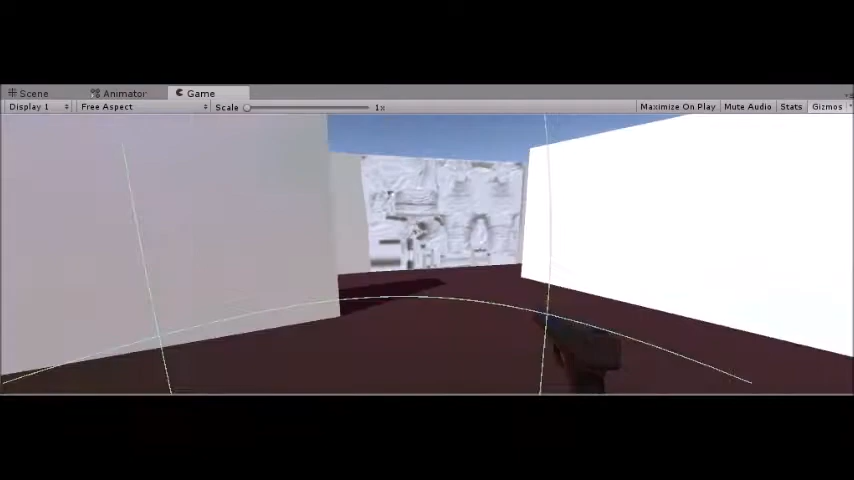 Scene Animator Game
Display 1 Free Aspect Scale 1x Maximize On Play Mute Audio Stats Gizmos